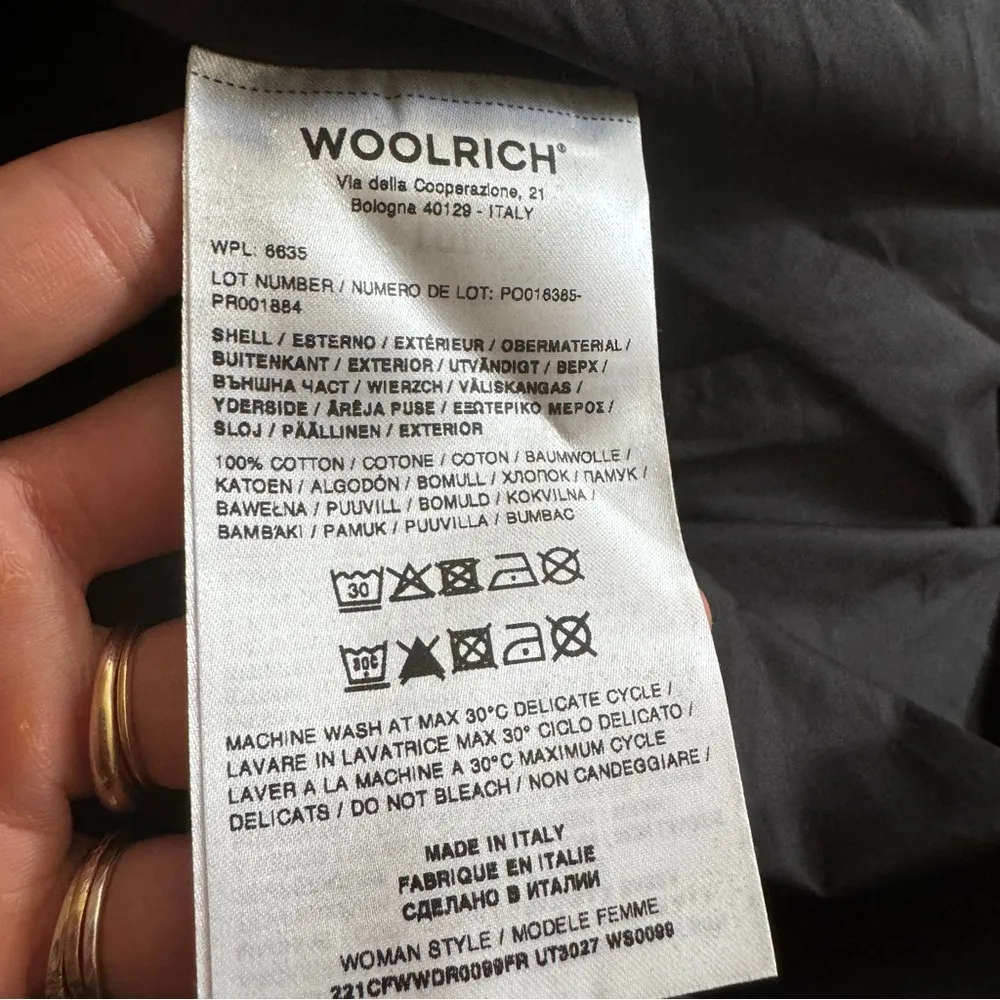 WOOLRICH®
Via della Cooperazione, 21
Bologna 40129 - ITALY
WPL: 6635
LOT NUMBER / NUMERO DE LOT: PO018385-
PR001884
SHELL / ESTERNO / EXTÉRIEUR / OBERMATERIAL /
BUITENKANT / EXTERIOR / UTVÄNDIGT / ВЕРХ /
ВЪНШНА ЧАСТ / WIERZCH / VÄLISKANGAS /
YDERSIDE / ĀRĒJA PUSE / ΕΞΩΤΕΡΙΚΟ ΜΕΡΟΣ /
SLOJ / PÄÄLLINEN / EXTERIOR
100% COTTON / COTONE / COTON / BAUMWOLLE /
KATOEN / ALGODÓN / BOMULL / ХЛОПОК / ПАМУК /
BAWEŁNA / PUUVILL / BOMULD / KOKVILNA /
ΒΑΜΒΆΚΙ / PAMUK / PUUVILLA / BUMBAC
30
30C
MACHINE WASH AT MAX 30°C DELICATE CYCLE /
LAVARE IN LAVATRICE MAX 30° CICLO DELICATO /
LAVER A LA MACHINE A 30°C MAXIMUM CYCLE
DELICATS / DO NOT BLEACH / NON CANDEGGIARE /
MADE IN ITALY
FABRIQUE EN ITALIE
СДЕЛАНО В ИТАЛИИ
WOMAN STYLE / MODELE FEMME
221CFWWDR0099FR UT3027 WS0099